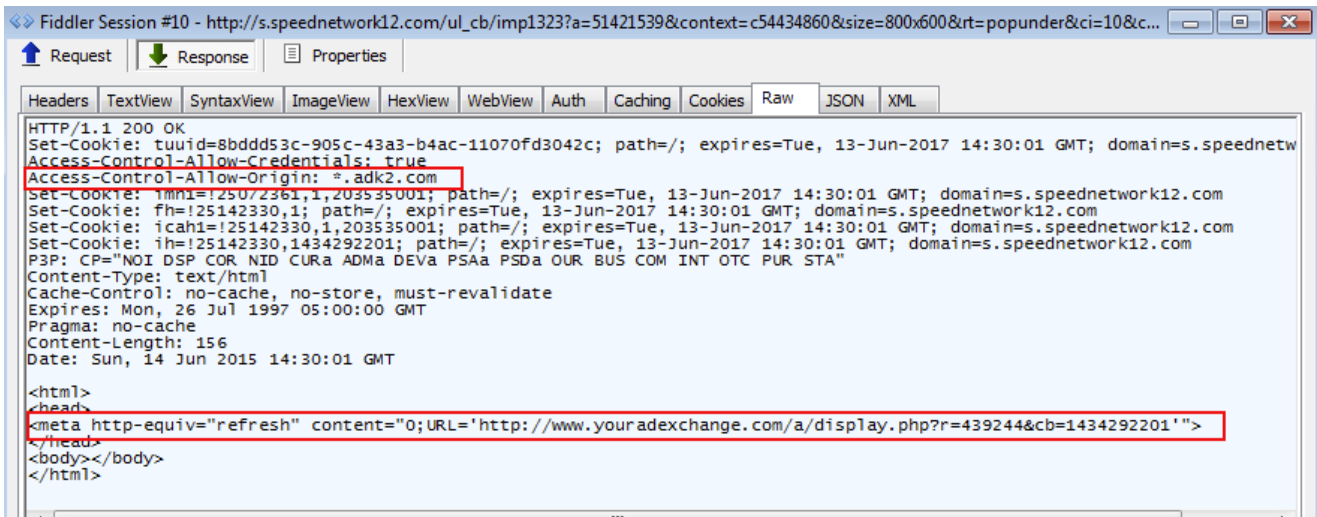 Fiddler Session #10 - http://s.speednetwork12.com/ul_cb/imp1323?a=51421539&context=c54434860&size=800x600&rt=popunder&ci=10&c...
Request Response Properties
Headers TextView SyntaxView ImageView HexView WebView Auth Caching Cookies Raw JSON XML
HTTP/1.1 200 OK
Set-Cookie: tuuid=8bddd53c-905c-43a3-b4ac-11070fd3042c; path=/; expires=Tue, 13-Jun-2017 14:30:01 GMT; domain=s.speednetw
Access-Control-Allow-Credentials: true
Access-Control-Allow-Origin: *.adk2.com
Set-Cookie: imh1=!25072361,1,203535001; path=/; expires=Tue, 13-Jun-2017 14:30:01 GMT; domain=s.speednetwork12.com
Set-Cookie: fh=!25142330,1; path=/; expires=Tue, 13-Jun-2017 14:30:01 GMT; domain=s.speednetwork12.com
Set-Cookie: icah1=!25142330,1,203535001; path=/; expires=Tue, 13-Jun-2017 14:30:01 GMT; domain=s.speednetwork12.com
Set-Cookie: ih=!25142330,1434292201; path=/; expires=Tue, 13-Jun-2017 14:30:01 GMT; domain=s.speednetwork12.com
P3P: CP="NOI DSP COR NID CURa ADMa DEVa PSAa PSDa OUR BUS COM INT OTC PUR STA"
Content-Type: text/html
Cache-Control: no-cache, no-store, must-revalidate
Expires: Mon, 26 Jul 1997 05:00:00 GMT
Pragma: no-cache
Content-Length: 156
Date: Sun, 14 Jun 2015 14:30:01 GMT
<html>
<head>
<meta http-equiv="refresh" content="0;URL='http://www.youradexchange.com/a/display.php?r=439244&cb=1434292201'">
</head>
<body></body>
</html>